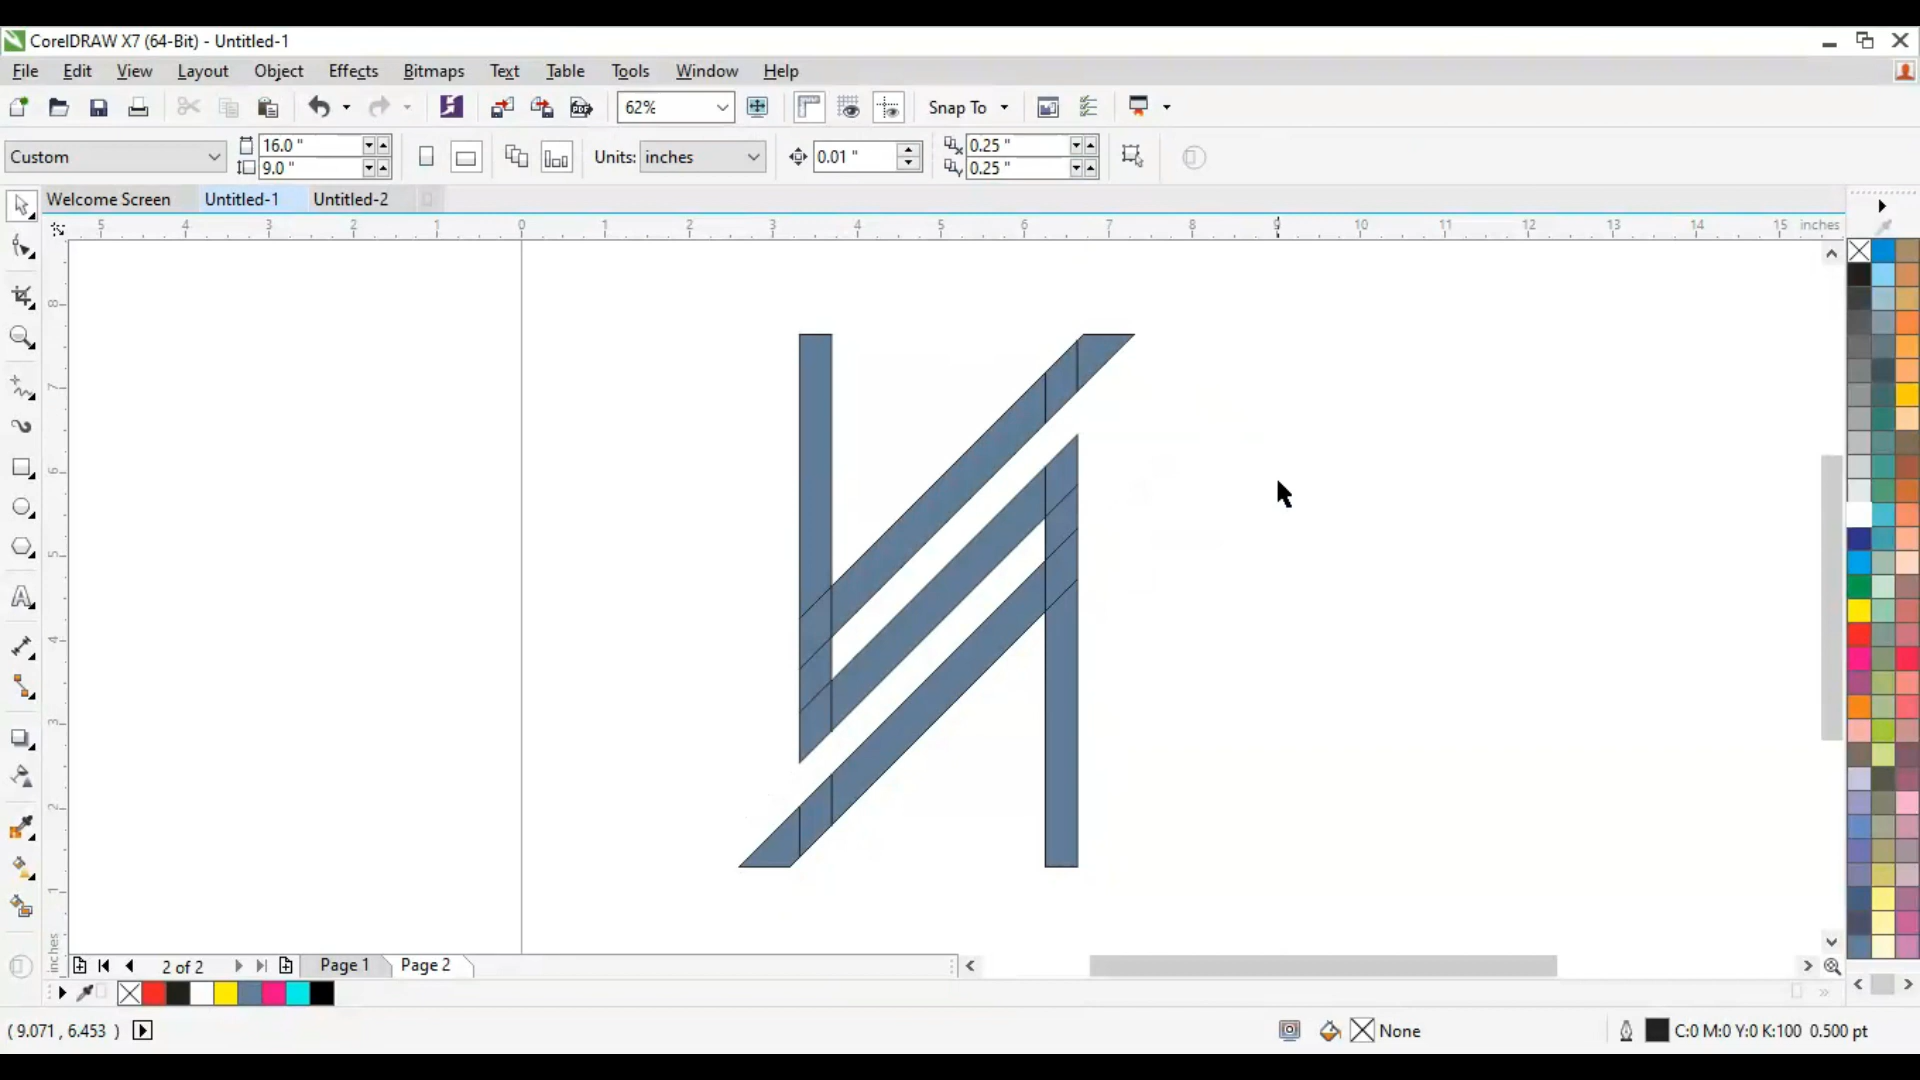 CorelDRAW X7 (64-Bit) - Untitled-1
File Edit View Layout Object Effects Bitmaps Text Table Tools Window Help
62% Snap To
Custom 16.0 " 9.0 " Units: inches 0.01 " 0.25 " 0.25 "
Welcome Screen Untitled-1 Untitled-2
5 4 3 2 1 0 1 2 3 4 5 6 7 8 9 10 11 12 13 14 15 inches
8
7
6
5
4
3
2
1
inches
2 of 2 Page 1 Page 2
( 9.071 , 6.453 ) None C:0 M:0 Y:0 K:100 0.500 pt